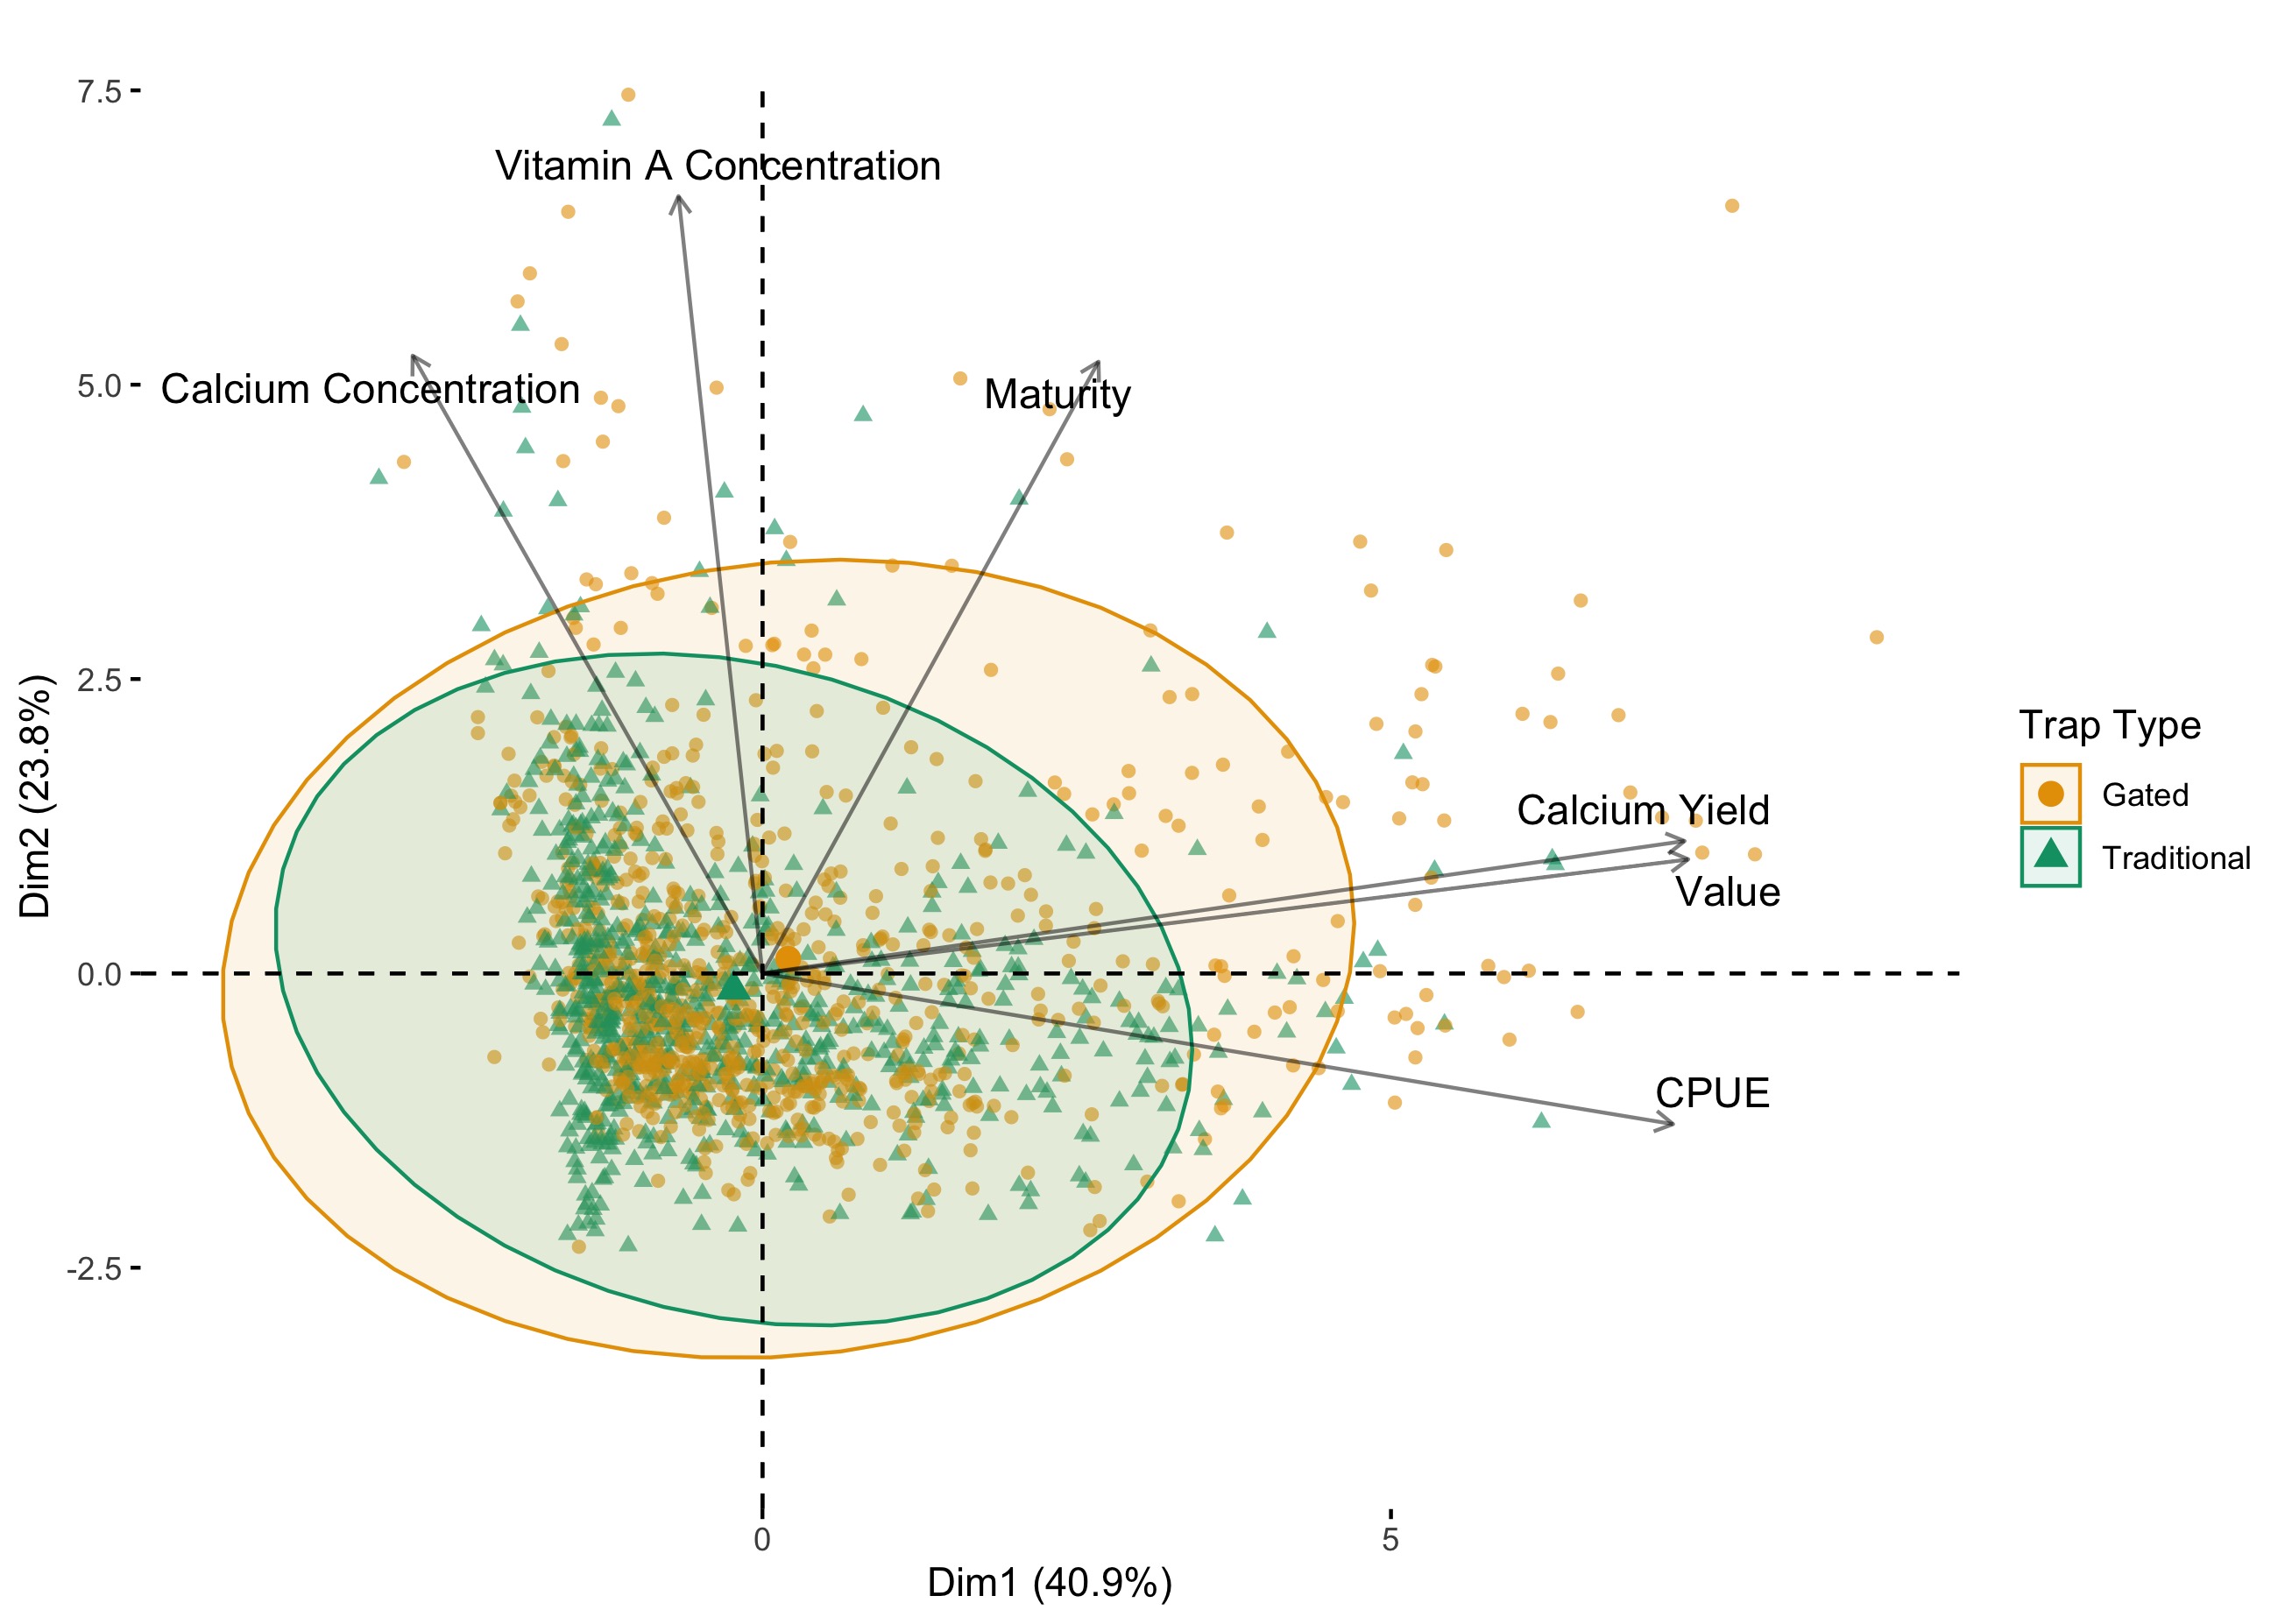 7.5
Vitamin A Concentration
5.0
Calcium Concentration
Maturity
2.5
Dim2 (23.8%)
Trap Type
Gated
Traditional
Calcium Yield
Value
0.0
CPUE
-2.5
0
5
Dim1 (40.9%)